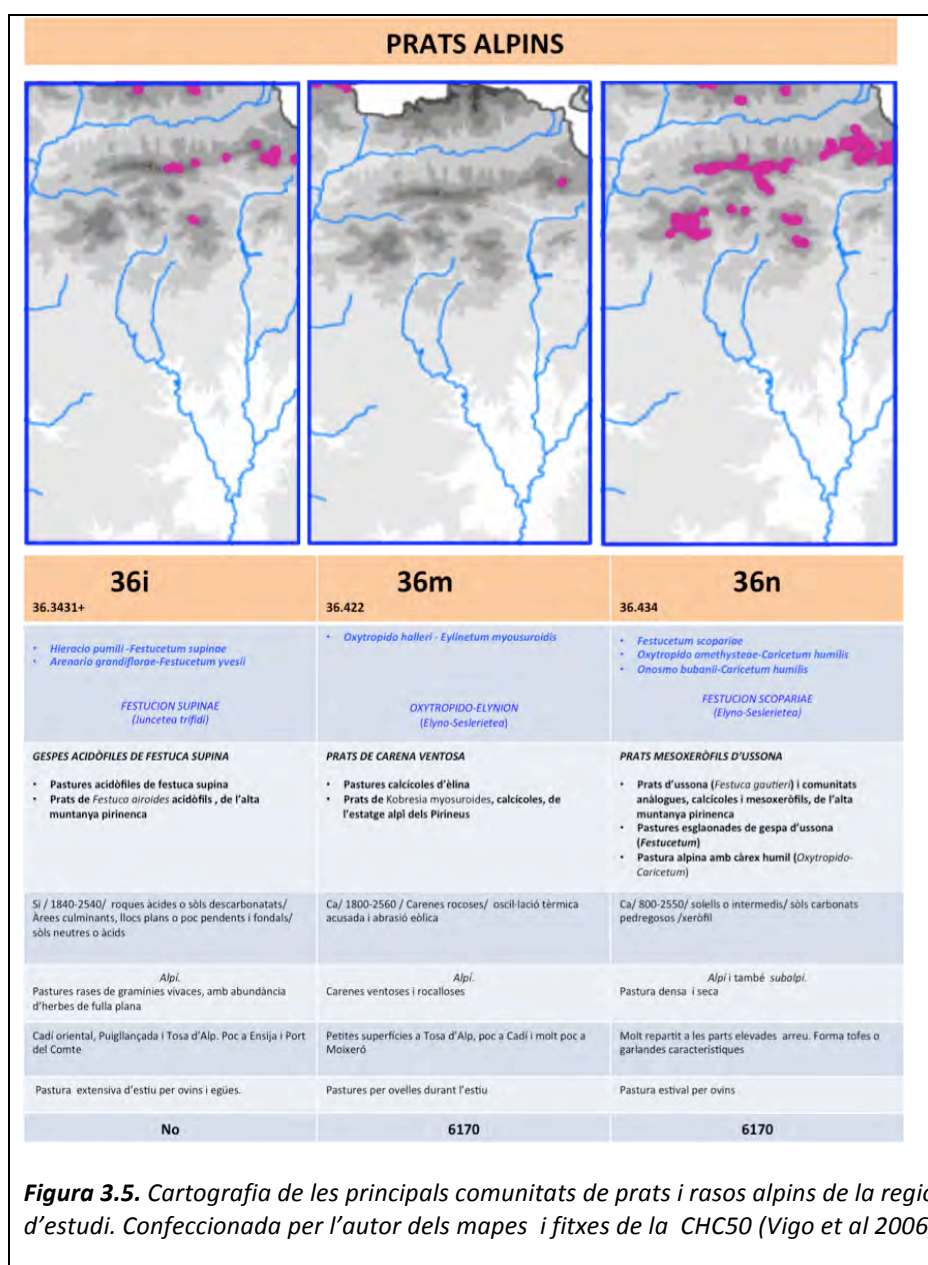 PRATS ALPINS
36i
36.3431+
36m
36.422
36n
36.434
• Hieracio pumili -Festucetum supinae
• Arenario grandiflorae-Festucetum yvesii
FESTUCION SUPINAE
(Juncetea trifidi)
• Oxytropido halleri - Eylinetum myousuroidis
OXYTROPIDO-ELYNION
(Elyno-Seslerietea)
• Festucetum scopariae
• Oxytropido amethysteae-Caricetum humilis
• Onosmo bubanii-Caricetum humilis
FESTUCION SCOPARIAE
(Elyno-Seslerietea)
GESPES ACIDÒFILES DE FESTUCA SUPINA
• Pastures acidòfiles de festuca supina
• Prats de Festuca airoides acidòfils , de l'alta
muntanya pirinenca
PRATS DE CARENA VENTOSA
• Pastures calcícoles d'èlina
• Prats de Kobresia myosuroides, calcícoles, de
l'estatge alpí dels Pirineus
PRATS MESOXERÒFILS D'USSONA
• Prats d'ussona (Festuca gautieri) i comunitats
anàlogues, calcícoles i mesoxeròfils, de l'alta
muntanya pirinenca
• Pastures esglaonades de gespa d'ussona
(Festucetum)
• Pastura alpina amb càrex humil (Oxytropido-
Caricetum)
Si / 1840-2540/ roques àcides o sòls descarbonatats/
Àrees culminants, llocs plans o poc pendents i fondals/
sòls neutres o àcids
Ca/ 1800-2560 / Carenes rocoses/ oscil·lació tèrmica
acusada i abrasió eòlica
Ca/ 800-2550/ solells o intermedis/ sòls carbonats
pedregosos /xeròfil
Alpí.
Pastures rases de gramínies vivaces, amb abundància
d'herbes de fulla plana
Alpí.
Carenes ventoses i rocalloses
Alpí i també subalpí.
Pastura densa i seca
Cadí oriental, Puigllançada i Tosa d'Alp. Poc a Ensija i Port
del Comte
Petites superfícies a Tosa d'Alp, poc a Cadí i molt poc a
Moixeró
Molt repartit a les parts elevades arreu. Forma tofes o
garlandes característiques
Pastura extensiva d'estiu per ovins i egües.
Pastures per ovelles durant l'estiu
Pastura estival per ovins
No
6170
6170
Figura 3.5. Cartografia de les principals comunitats de prats i rasos alpins de la regió
d'estudi. Confeccionada per l'autor dels mapes i fitxes de la CHC50 (Vigo et al 2006